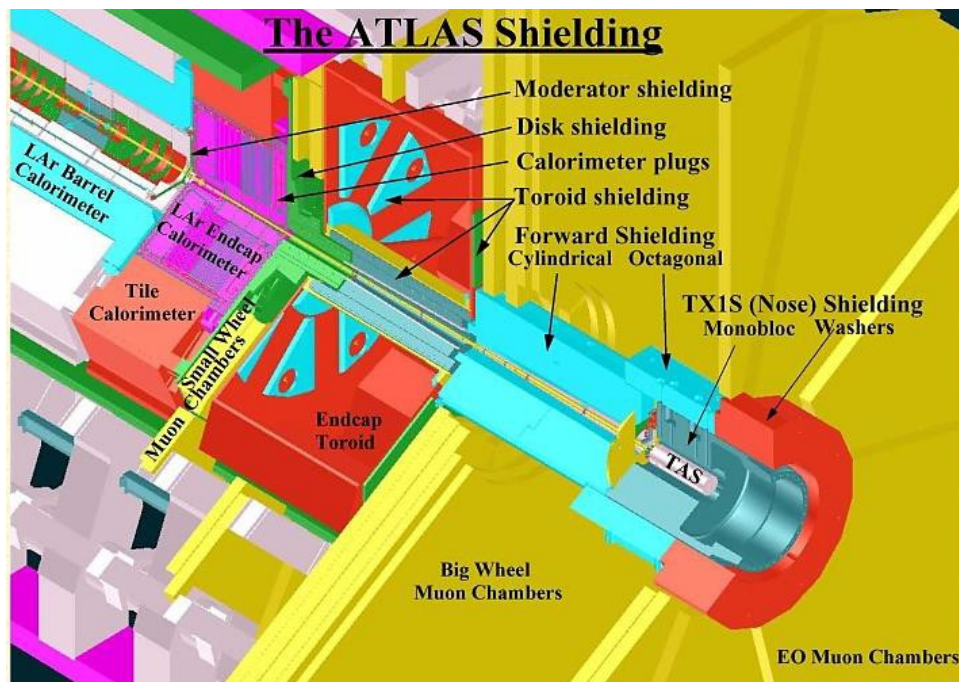 The ATLAS Shielding
Moderator shielding
Disk shielding
Calorimeter plugs
Toroid shielding
Forward Shielding
Cylindrical Octagonal
TX1S (Nose) Shielding
Monobloc Washers
LAr Barrel
Calorimeter
LAr Endcap
Calorimeter
Tile
Calorimeter
Small Wheel
Muon Chambers
Endcap
Toroid
TAS
Big Wheel
Muon Chambers
EO Muon Chambers